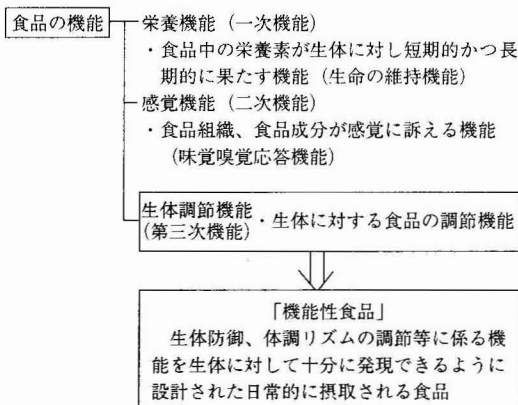 食品の機能
栄養機能（一次機能）
・食品中の栄養素が生体に対し短期的かつ長
期的に果たす機能（生命の維持機能）
感覚機能（二次機能）
・食品組織、食品成分が感覚に訴える機能
（味覚嗅覚応答機能）
生体調節機能
(第三次機能)・生体に対する食品の調節機能
「機能性食品」
生体防御、体調リズムの調節等に係る機
能を生体に対して十分に発現できるように
設計された日常的に摂取される食品